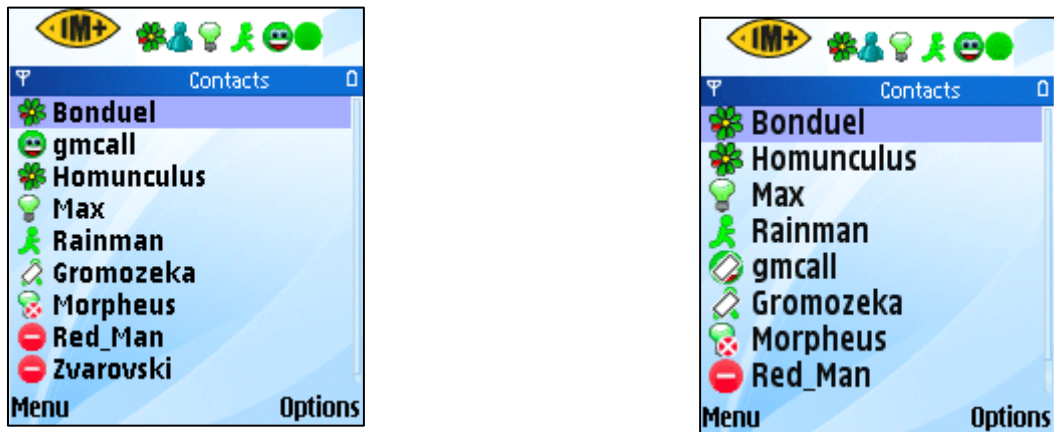 IM+
Contacts
Bonduel
gmcall
Homunculus
Max
Rainman
Gromozeka
Morpheus
Red_Man
Zvarovski
Menu Options
IM+
Contacts
Bonduel
Homunculus
Max
Rainman
gmcall
Gromozeka
Morpheus
Red_Man
Menu Options